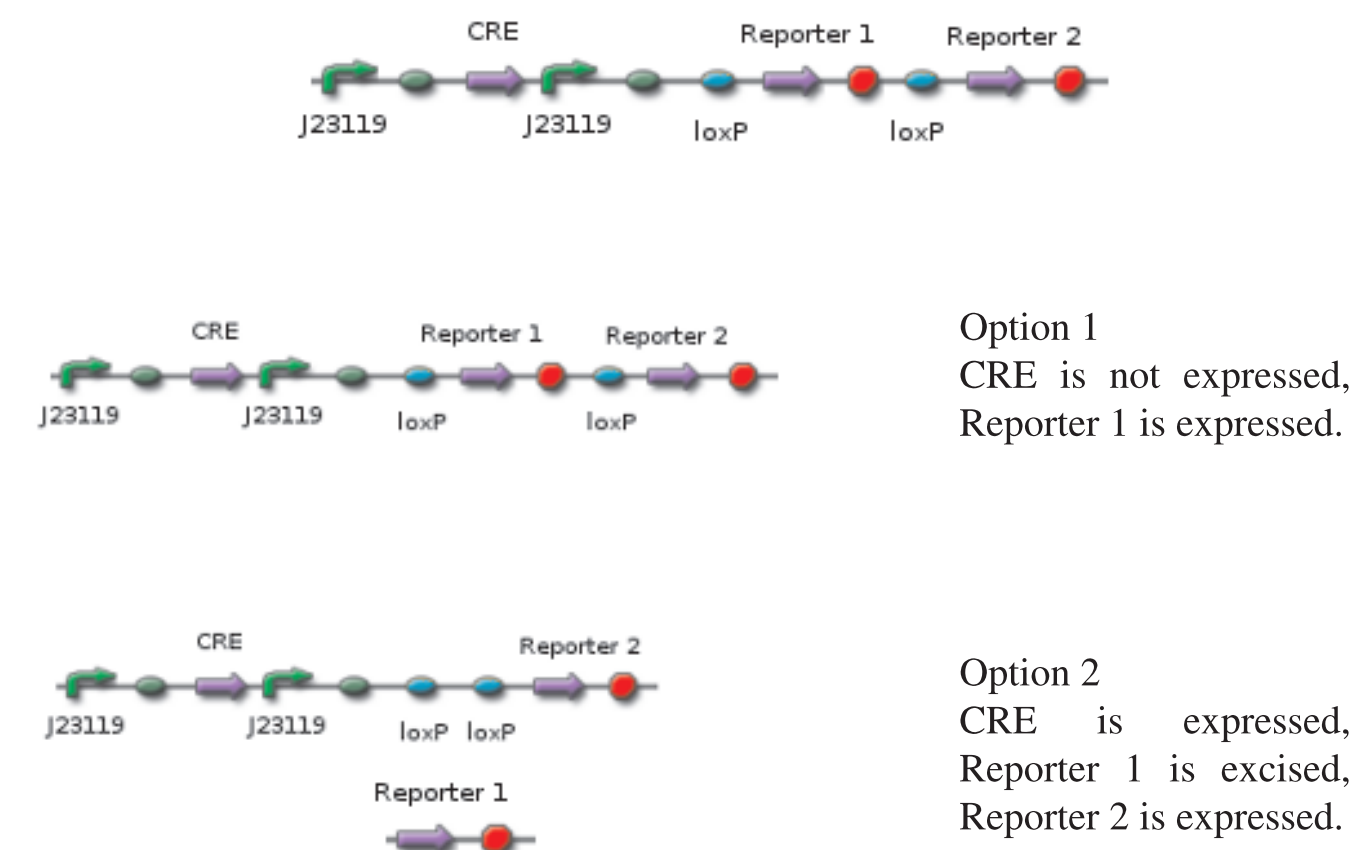 CRE Reporter 1 Reporter 2
J23119 J23119 loxP loxP
CRE Reporter 1 Reporter 2
J23119 J23119 loxP loxP
Option 1
CRE is not expressed,
Reporter 1 is expressed.
CRE Reporter 2
J23119 J23119 loxP loxP
Reporter 1
Option 2
CRE is expressed,
Reporter 1 is excised,
Reporter 2 is expressed.